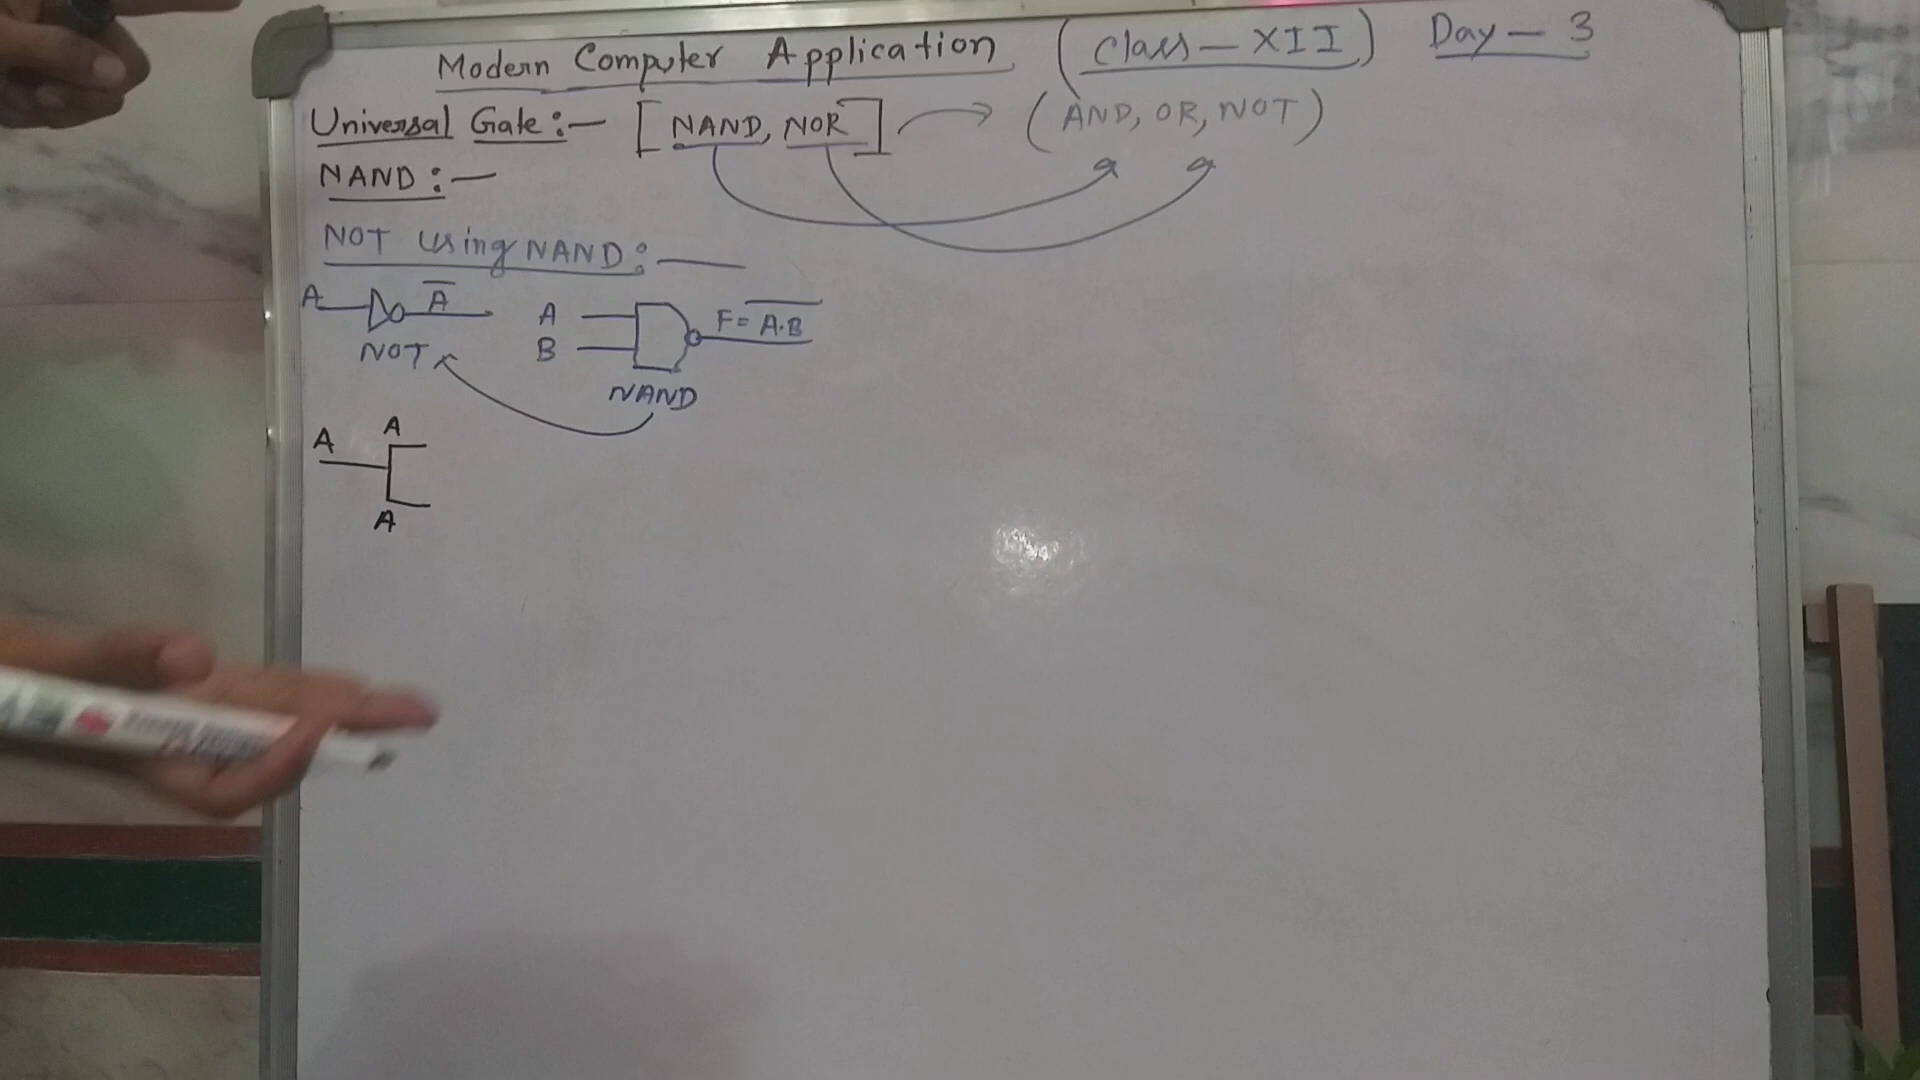 Modern Computer Application (Class - XII) Day - 3
Universal Gate :- [NAND, NOR] → (AND, OR, NOT)
NAND :-
NOT using NAND :-
A A̅ A B F = \overline{A·B}
NOT NAND
A A
A